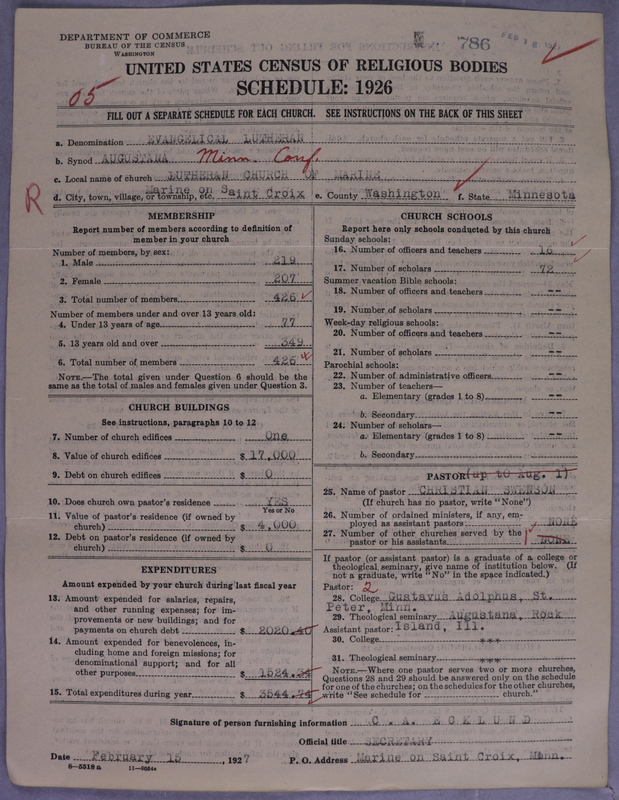 DEPARTMENT OF COMMERCE
BUREAU OF THE CENSUS
WASHINGTON
786
FEB 18
UNITED STATES CENSUS OF RELIGIOUS BODIES
SCHEDULE: 1926
05
FILL OUT A SEPARATE SCHEDULE FOR EACH CHURCH. SEE INSTRUCTIONS ON THE BACK OF THIS SHEET
a. Denomination EVANGELICAL LUTHERAN
b. Synod AUGUSTANA Minn. Conf.
c. Local name of church LUTHERAN CHURCH OF MARINE
d. City, town, village, or township, etc. Marine on Saint Croix e. County Washington f. State Minnesota
R
MEMBERSHIP
Report number of members according to definition of
member in your church
Number of members, by sex:
1. Male 219
2. Female 207
3. Total number of members 426
Number of members under and over 13 years old:
4. Under 13 years of age 77
5. 13 years old and over 349
6. Total number of members 426
NOTE.—The total given under Question 6 should be the
same as the total of males and females given under Question 3.
CHURCH BUILDINGS
See instructions, paragraphs 10 to 12
7. Number of church edifices One
8. Value of church edifices $ 17,000
9. Debt on church edifices $ 0
10. Does church own pastor's residence YES
Yes or No
11. Value of pastor's residence (if owned by
church) $ 4,000
12. Debt on pastor's residence (if owned by
church) $ 0
EXPENDITURES
Amount expended by your church during last fiscal year
13. Amount expended for salaries, repairs,
and other running expenses; for im-
provements or new buildings; and for
payments on church debt $ 2020.40
14. Amount expended for benevolences, in-
cluding home and foreign missions; for
denominational support; and for all
other purposes $ 1524.34
15. Total expenditures during year $ 3544.74
CHURCH SCHOOLS
Report here only schools conducted by this church
Sunday schools:
16. Number of officers and teachers 16
17. Number of scholars 72
Summer vacation Bible schools:
18. Number of officers and teachers --
19. Number of scholars --
Week-day religious schools:
20. Number of officers and teachers --
21. Number of scholars --
Parochial schools:
22. Number of administrative officers --
23. Number of teachers—
a. Elementary (grades 1 to 8) --
b. Secondary --
24. Number of scholars—
a. Elementary (grades 1 to 8) --
b. Secondary --
PASTOR (up to Aug. 1)
25. Name of pastor CHRISTIAN SWENSON
(If church has no pastor, write "None")
26. Number of ordained ministers, if any, em-
ployed as assistant pastors NONE
27. Number of other churches served by the
pastor or his assistants 1 NONE
If pastor (or assistant pastor) is a graduate of a college or
theological seminary, give name of institution below. (If
not a graduate, write "No" in the space indicated.)
Pastor: 2
28. College Gustavus Adolphus, St.
Peter, Minn.
29. Theological seminary Augustana, Rock
Assistant pastor: Island, Ill.
30. College ***
31. Theological seminary ***
NOTE.—Where one pastor serves two or more churches,
Questions 28 and 29 should be answered only on the schedule
for one of the churches; on the schedules for the other churches,
write "See schedule for church."
Signature of person furnishing information C. A. ECKLUND
Official title SECRETARY
Date February 15, 1927 P. O. Address Marine on Saint Croix, Minn.
8—5518 a 11—9064a